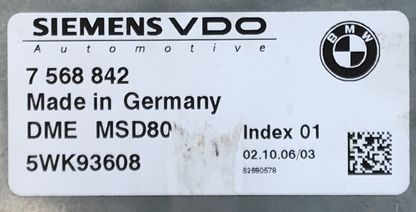 SIEMENS VDO
Automotive
BMW
7 568 842
Made in Germany
DME MSD80
Index 01
5WK93608
02.10.06/03
52690578